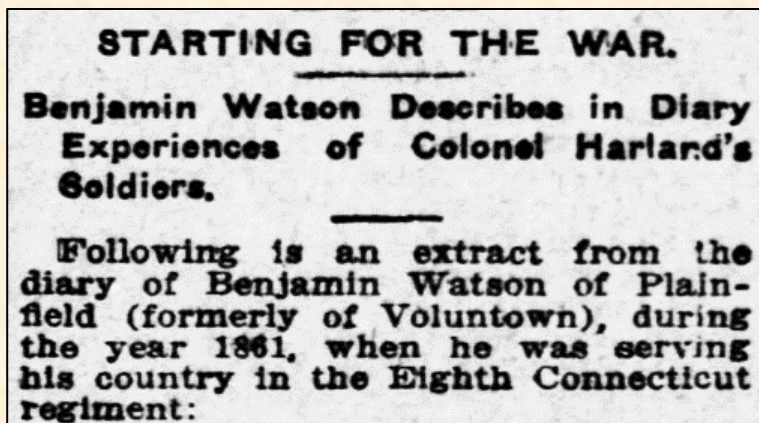 STARTING FOR THE WAR.
Benjamin Watson Describes in Diary
Experiences of Colonel Harland's
Soldiers.
Following is an extract from the
diary of Benjamin Watson of Plain-
field (formerly of Voluntown), during
the year 1861, when he was serving
his country in the Eighth Connecticut
regiment: